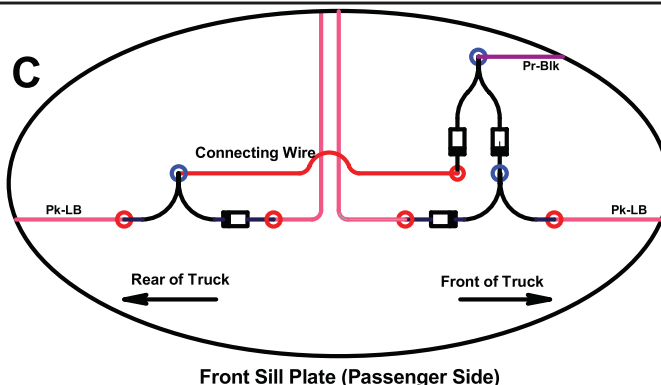 C
Pr-Blk
Connecting Wire
Pk-LB
Pk-LB
Rear of Truck
Front of Truck
Front Sill Plate (Passenger Side)